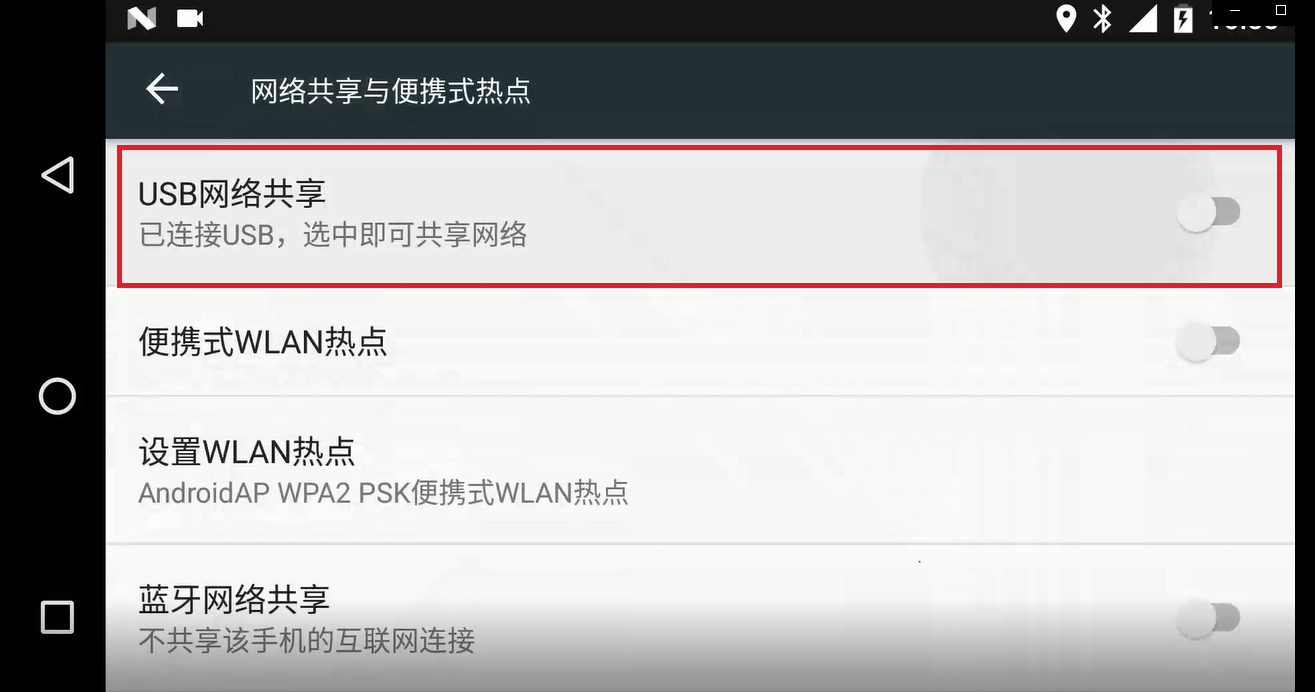 网络共享与便携式热点
USB网络共享
已连接USB，选中即可共享网络
便携式WLAN热点
设置WLAN热点
AndroidAP WPA2 PSK便携式WLAN热点
蓝牙网络共享
不共享该手机的互联网连接